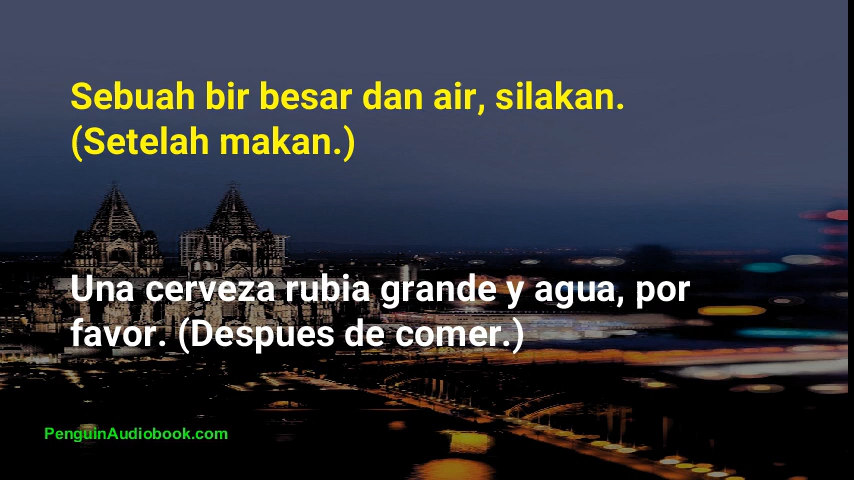 Sebuah bir besar dan air, silakan.
(Setelah makan.)
Una cerveza rubia grande y agua, por
favor. (Despues de comer.)
PenguinAudiobook.com